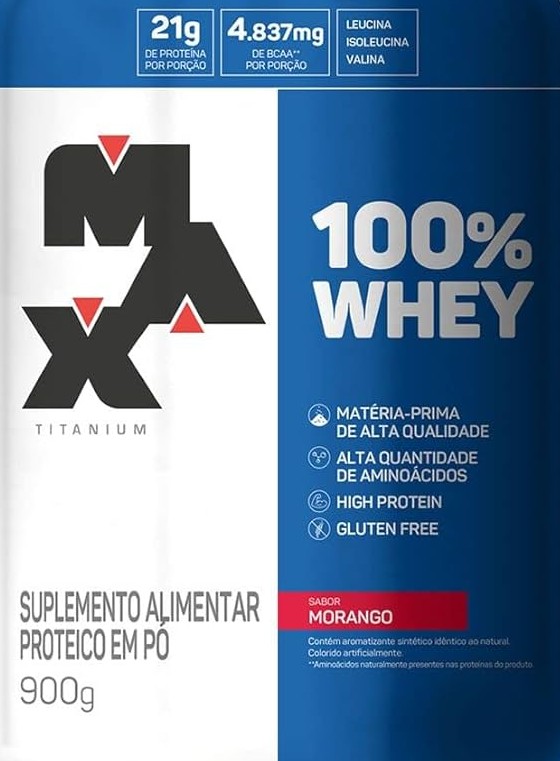 21g
DE PROTEÍNA
POR PORÇÃO
4.837mg
DE BCAA**
POR PORÇÃO
LEUCINA
ISOLEUCINA
VALINA
MAX
TITANIUM
100%
WHEY
MATÉRIA-PRIMA
DE ALTA QUALIDADE
ALTA QUANTIDADE
DE AMINOÁCIDOS
HIGH PROTEIN
GLUTEN FREE
SUPLEMENTO ALIMENTAR
PROTEICO EM PÓ
900g
SABOR
MORANGO
Contém aromatizante sintético idêntico ao natural.
Colorido artificialmente.
**Aminoácidos naturalmente presentes nas proteínas do produto.